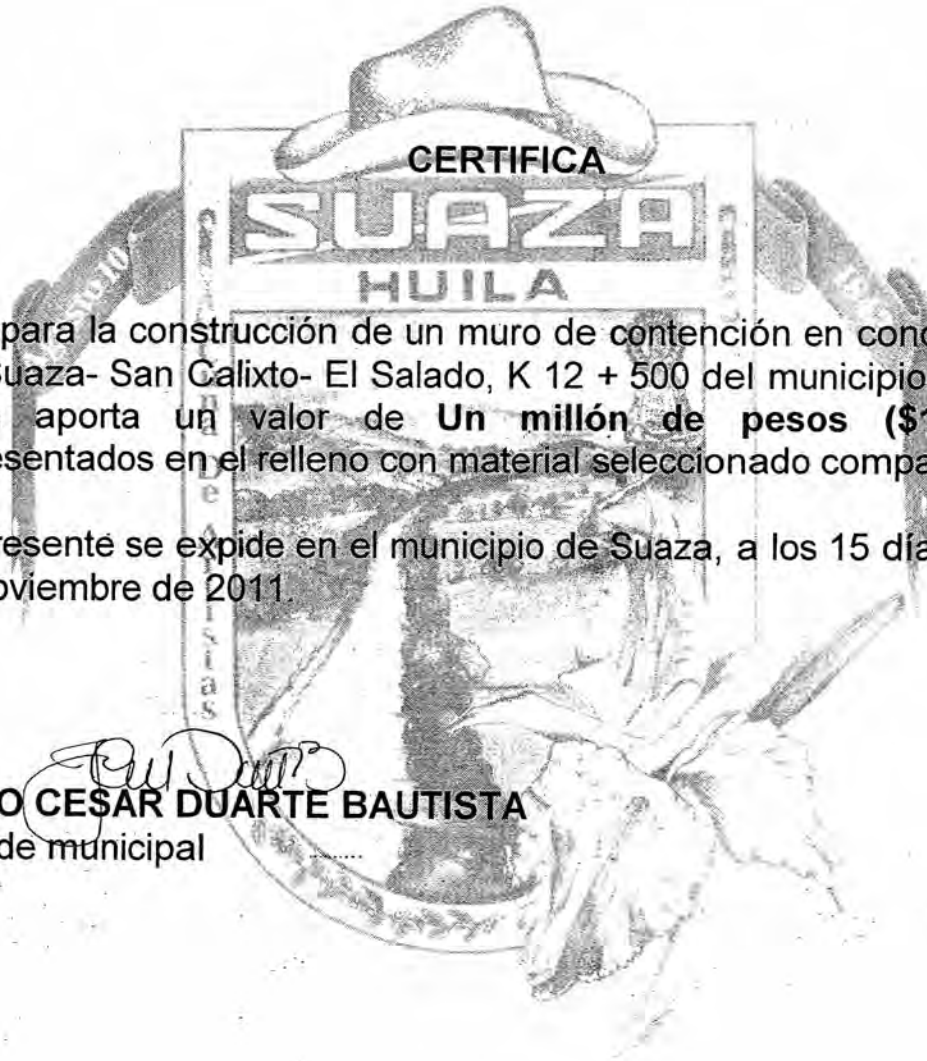 CERTIFICA
SUAZA
HUILA
para la construcción de un muro de contención en conc
Suaza- San Calixto- El Salado, K 12 + 500 del municipio
aporta un valor de Un millón de pesos ($1
esentados en el relleno con material seleccionado compa
resente se expide en el municipio de Suaza, a los 15 día
oviembre de 2011.
O CESAR DUARTE BAUTISTA
de municipal